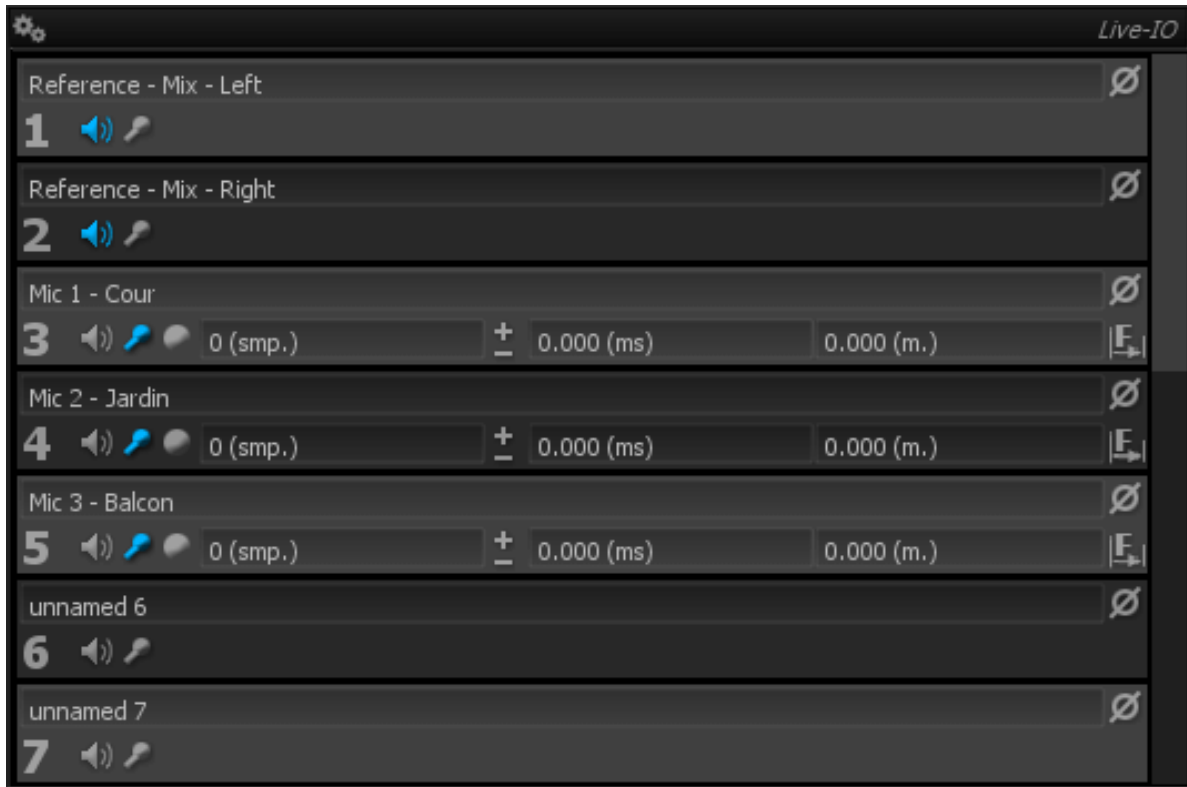 Live-IO
Reference - Mix - Left
1
Reference - Mix - Right
2
Mic 1 - Cour
3 0 (smp.) 0.000 (ms) 0.000 (m.)
Mic 2 - Jardin
4 0 (smp.) 0.000 (ms) 0.000 (m.)
Mic 3 - Balcon
5 0 (smp.) 0.000 (ms) 0.000 (m.)
unnamed 6
6
unnamed 7
7